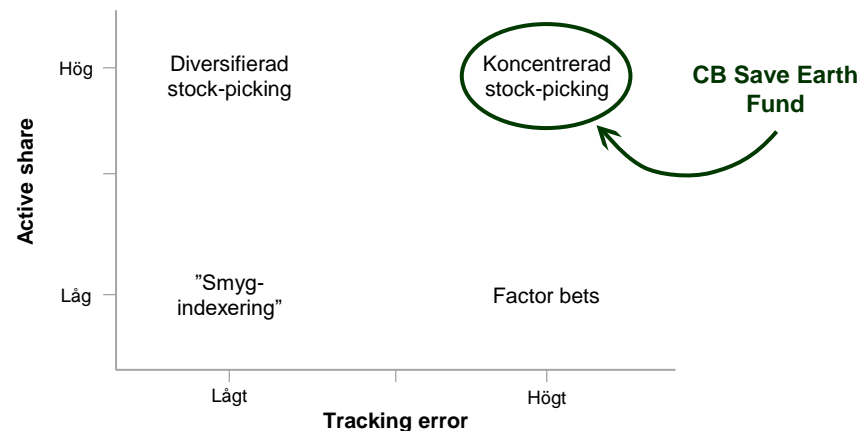 Hög
Diversifierad
stock-picking
Koncentrerad
stock-picking
CB Save Earth
Fund
Active share
Låg
”Smyg-
indexering”
Factor bets
Lågt
Högt
Tracking error